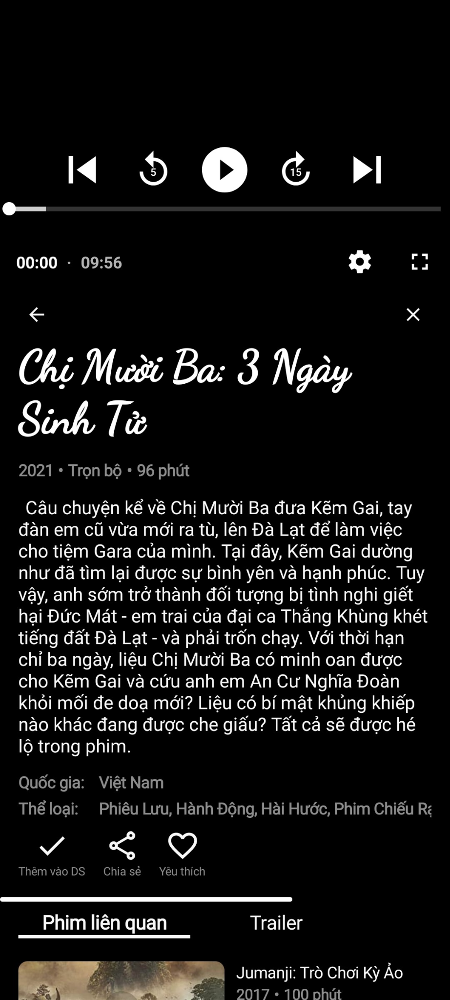 5
15
00:00 · 09:56
Chị Mười Ba: 3 Ngày
Sinh Tử
2021 • Trọn bộ • 96 phút
Câu chuyện kể về Chị Mười Ba đưa Kẽm Gai, tay
đàn em cũ vừa mới ra tù, lên Đà Lạt để làm việc
cho tiệm Gara của mình. Tại đây, Kẽm Gai dường
như đã tìm lại được sự bình yên và hạnh phúc. Tuy
vậy, anh sớm trở thành đối tượng bị tình nghi giết
hại Đức Mát - em trai của đại ca Thắng Khùng khét
tiếng đất Đà Lạt - và phải trốn chạy. Với thời hạn
chỉ ba ngày, liệu Chị Mười Ba có minh oan được
cho Kẽm Gai và cứu anh em An Cư Nghĩa Đoàn
khỏi mối đe doạ mới? Liệu có bí mật khủng khiếp
nào khác đang được che giấu? Tất cả sẽ được hé
lộ trong phim.
Quốc gia: Việt Nam
Thể loại: Phiêu Lưu, Hành Động, Hài Hước, Phim Chiếu
Thêm vào DS Chia sẻ Yêu thích
Phim liên quan Trailer
Jumanji: Trò Chơi Kỳ Ảo
2017 • 100 phút